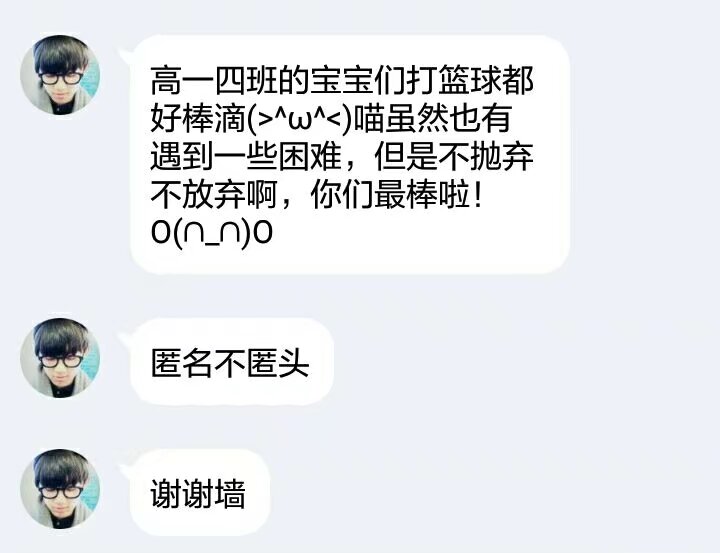 高一四班的宝宝们打篮球都
好棒滴(>^ω^<)喵虽然也有
遇到一些困难，但是不抛弃
不放弃啊，你们最棒啦！
O(∩_∩)O
匿名不匿头
谢谢墙